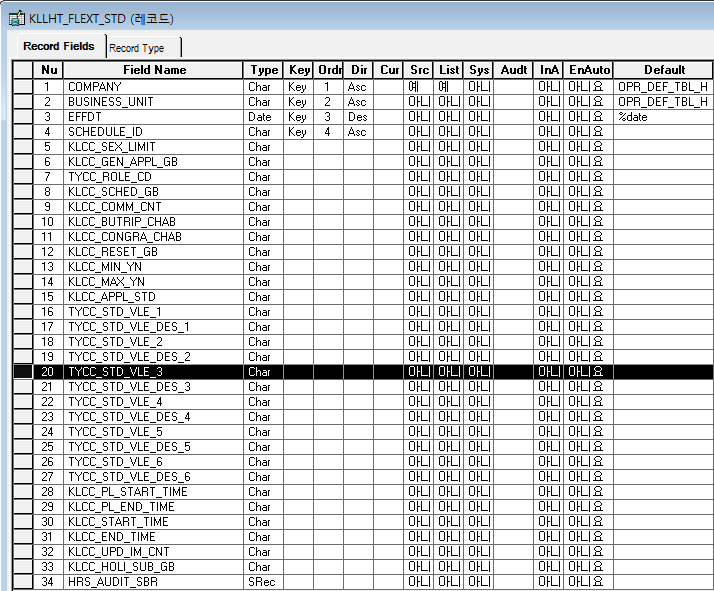 KLLHT_FLEXT_STD (레코드)
Record Fields Record Type
Nu Field Name Type Key Ordr Dir Cur Src List Sys Audt InA EnAuto Default
1 COMPANY Char Key 1 Asc 예 예 아니 아니 아니요 OPR_DEF_TBL_H
2 BUSINESS_UNIT Char Key 2 Asc 아니 아니 아니 아니 아니요 OPR_DEF_TBL_H
3 EFFDT Date Key 3 Des 아니 아니 아니 아니 아니요 %date
4 SCHEDULE_ID Char Key 4 Asc 아니 아니 아니 아니 아니요
5 KLCC_SEX_LIMIT Char 아니 아니 아니 아니 아니요
6 KLCC_GEN_APPL_GB Char 아니 아니 아니 아니 아니요
7 TYCC_ROLE_CD Char 아니 아니 아니 아니 아니요
8 KLCC_SCHED_GB Char 아니 아니 아니 아니 아니요
9 KLCC_COMM_CNT Char 아니 아니 아니 아니 아니요
10 KLCC_BUTRIP_CHAB Char 아니 아니 아니 아니 아니요
11 KLCC_CONGRA_CHAB Char 아니 아니 아니 아니 아니요
12 KLCC_RESET_GB Char 아니 아니 아니 아니 아니요
13 KLCC_MIN_YN Char 아니 아니 아니 아니 아니요
14 KLCC_MAX_YN Char 아니 아니 아니 아니 아니요
15 KLCC_APPL_STD Char 아니 아니 아니 아니 아니요
16 TYCC_STD_VLE_1 Char 아니 아니 아니 아니 아니요
17 TYCC_STD_VLE_DES_1 Char 아니 아니 아니 아니 아니요
18 TYCC_STD_VLE_2 Char 아니 아니 아니 아니 아니요
19 TYCC_STD_VLE_DES_2 Char 아니 아니 아니 아니 아니요
20 TYCC_STD_VLE_3 Char 아니 아니 아니 아니 아니요
21 TYCC_STD_VLE_DES_3 Char 아니 아니 아니 아니 아니요
22 TYCC_STD_VLE_4 Char 아니 아니 아니 아니 아니요
23 TYCC_STD_VLE_DES_4 Char 아니 아니 아니 아니 아니요
24 TYCC_STD_VLE_5 Char 아니 아니 아니 아니 아니요
25 TYCC_STD_VLE_DES_5 Char 아니 아니 아니 아니 아니요
26 TYCC_STD_VLE_6 Char 아니 아니 아니 아니 아니요
27 TYCC_STD_VLE_DES_6 Char 아니 아니 아니 아니 아니요
28 KLCC_PL_START_TIME Char 아니 아니 아니 아니 아니요
29 KLCC_PL_END_TIME Char 아니 아니 아니 아니 아니요
30 KLCC_START_TIME Char 아니 아니 아니 아니 아니요
31 KLCC_END_TIME Char 아니 아니 아니 아니 아니요
32 KLCC_UPD_IM_CNT Char 아니 아니 아니 아니 아니요
33 KLCC_HOLI_SUB_GB Char 아니 아니 아니 아니 아니요
34 HRS_AUDIT_SBR SRec 아니 아니 아니 아니 아니요